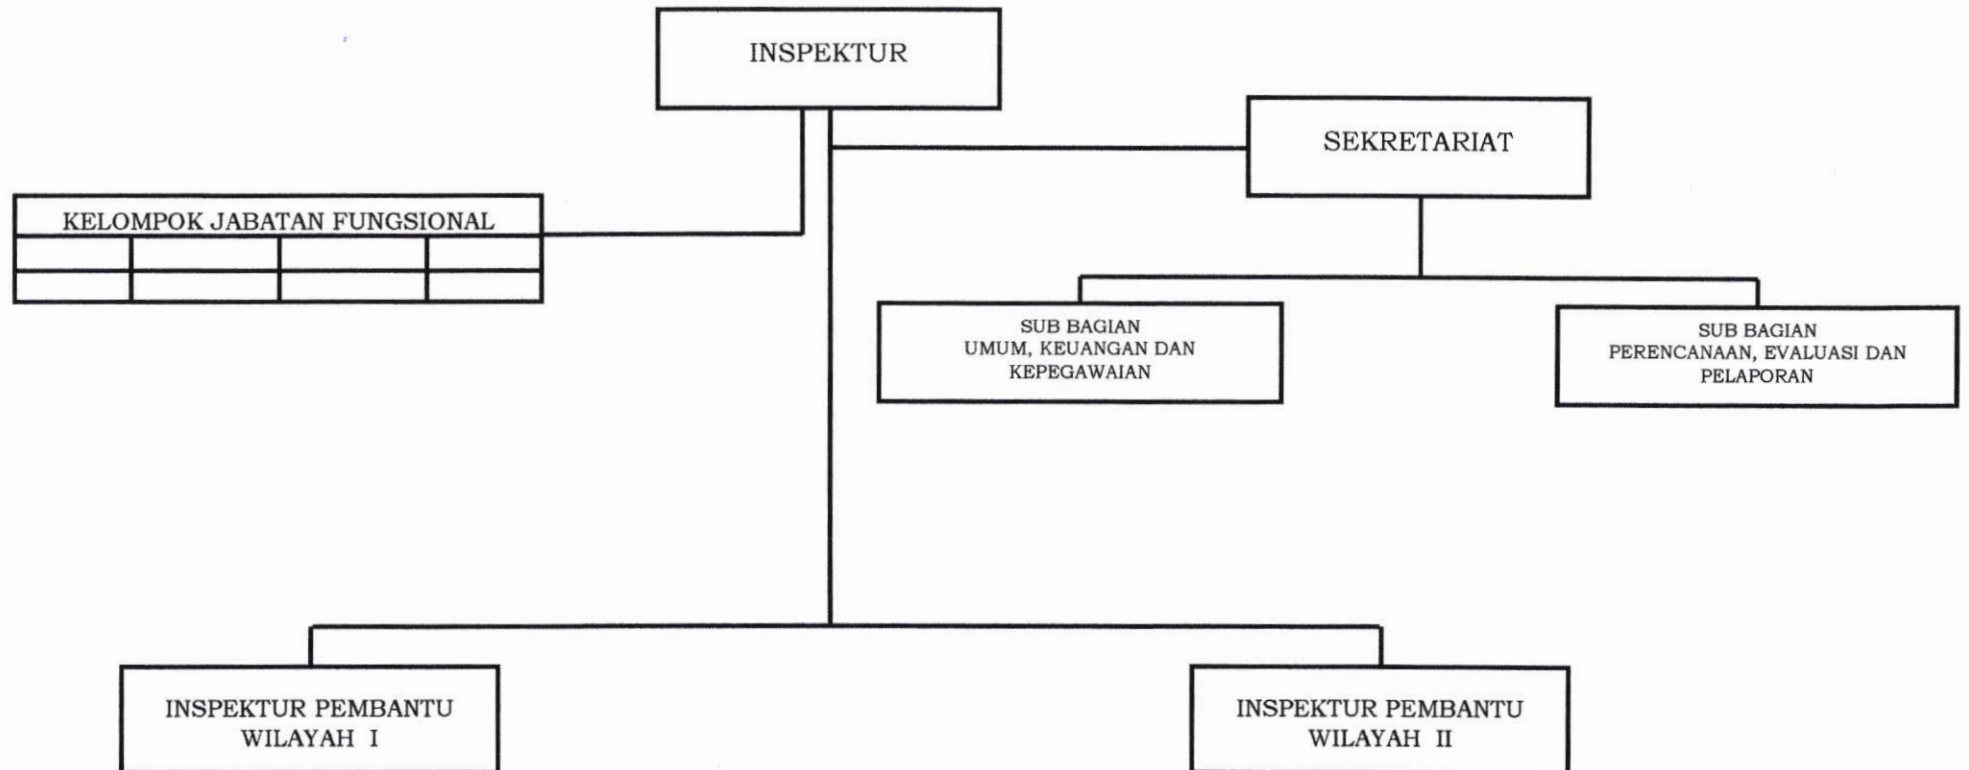 INSPEKTUR
SEKRETARIAT
KELOMPOK JABATAN FUNGSIONAL
SUB BAGIAN
UMUM, KEUANGAN DAN
KEPEGAWAIAN
SUB BAGIAN
PERENCANAAN, EVALUASI DAN
PELAPORAN
INSPEKTUR PEMBANTU
WILAYAH I
INSPEKTUR PEMBANTU
WILAYAH II